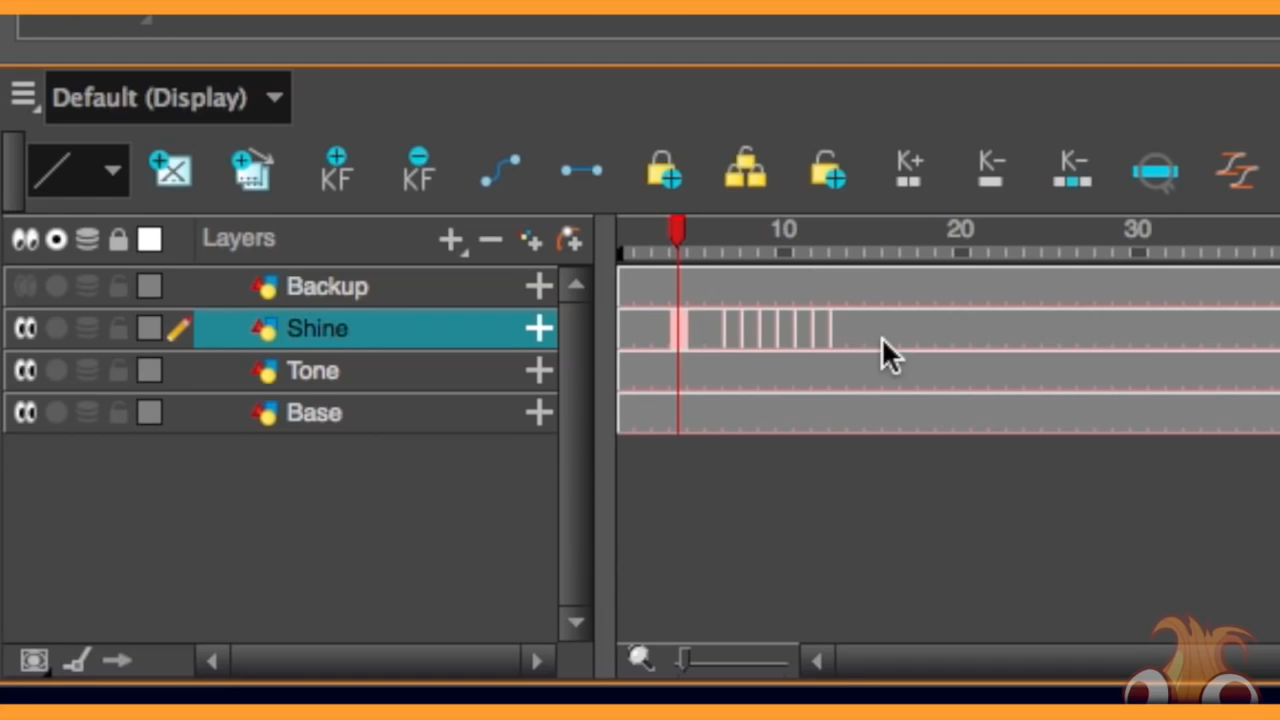 Default (Display)
KF KF K+ K- K-
Layers 10 20 30
Backup
Shine
Tone
Base